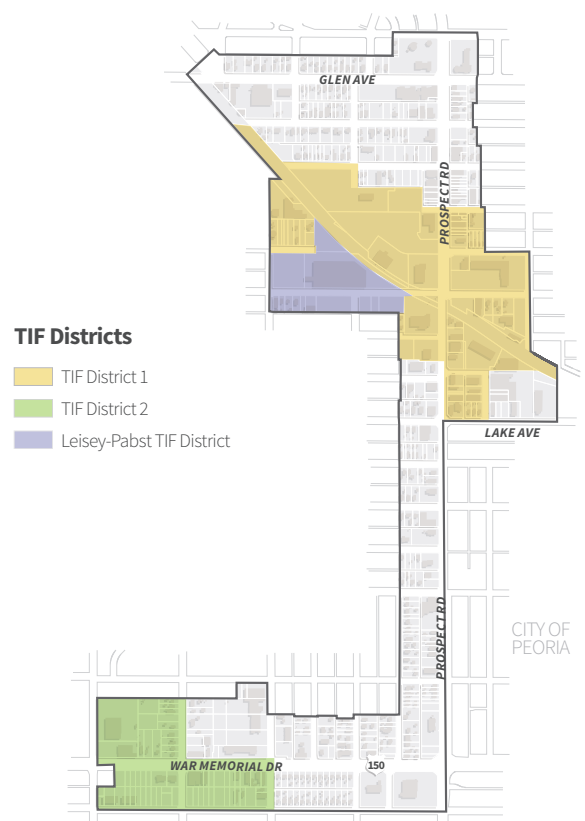 GLEN AVE
PROSPECT RD
TIF Districts
TIF District 1
TIF District 2
Leisey-Pabst TIF District
LAKE AVE
PROSPECT RD
CITY OF
PEORIA
WAR MEMORIAL DR
150